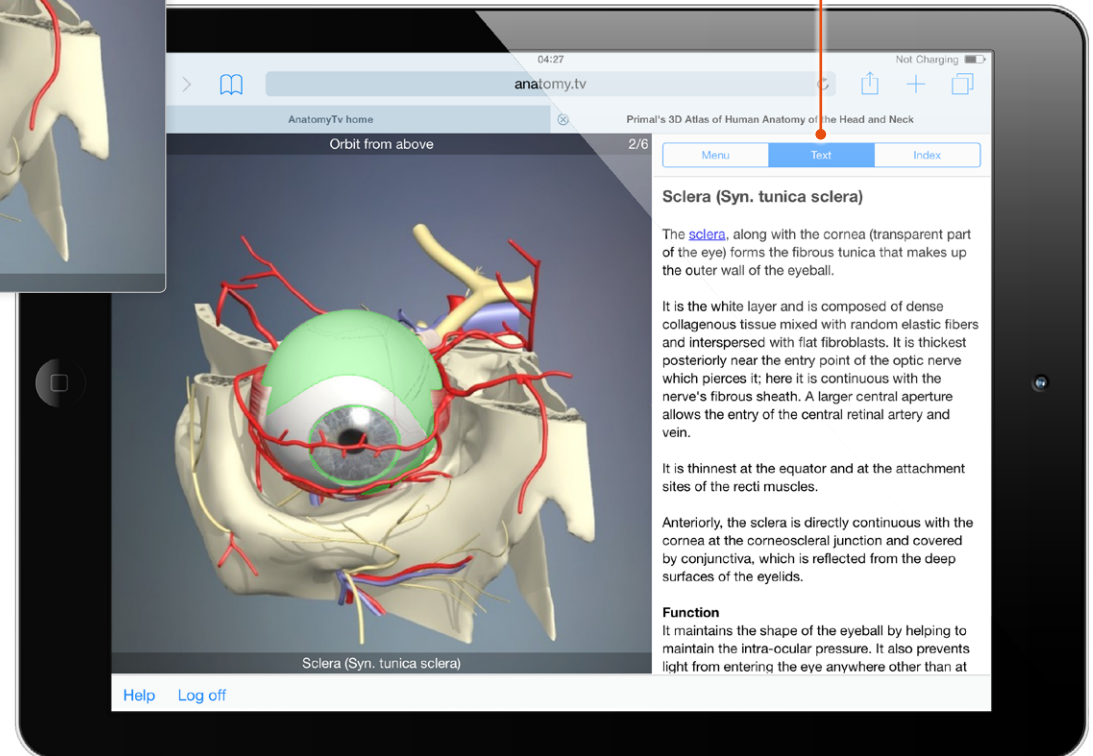 04:27
Not Charging
anatomy.tv
AnatomyTv home
Primal's 3D Atlas of Human Anatomy of the Head and Neck
Orbit from above
2/6
Menu
Text
Index
Sclera (Syn. tunica sclera)
The sclera, along with the cornea (transparent part
of the eye) forms the fibrous tunica that makes up
the outer wall of the eyeball.
It is the white layer and is composed of dense
collagenous tissue mixed with random elastic fibers
and interspersed with flat fibroblasts. It is thickest
posteriorly near the entry point of the optic nerve
which pierces it; here it is continuous with the
nerve's fibrous sheath. A larger central aperture
allows the entry of the central retinal artery and
vein.
It is thinnest at the equator and at the attachment
sites of the recti muscles.
Anteriorly, the sclera is directly continuous with the
cornea at the corneoscleral junction and covered
by conjunctiva, which is reflected from the deep
surfaces of the eyelids.
Function
It maintains the shape of the eyeball by helping to
maintain the intra-ocular pressure. It also prevents
light from entering the eye anywhere other than at
Sclera (Syn. tunica sclera)
Help
Log off